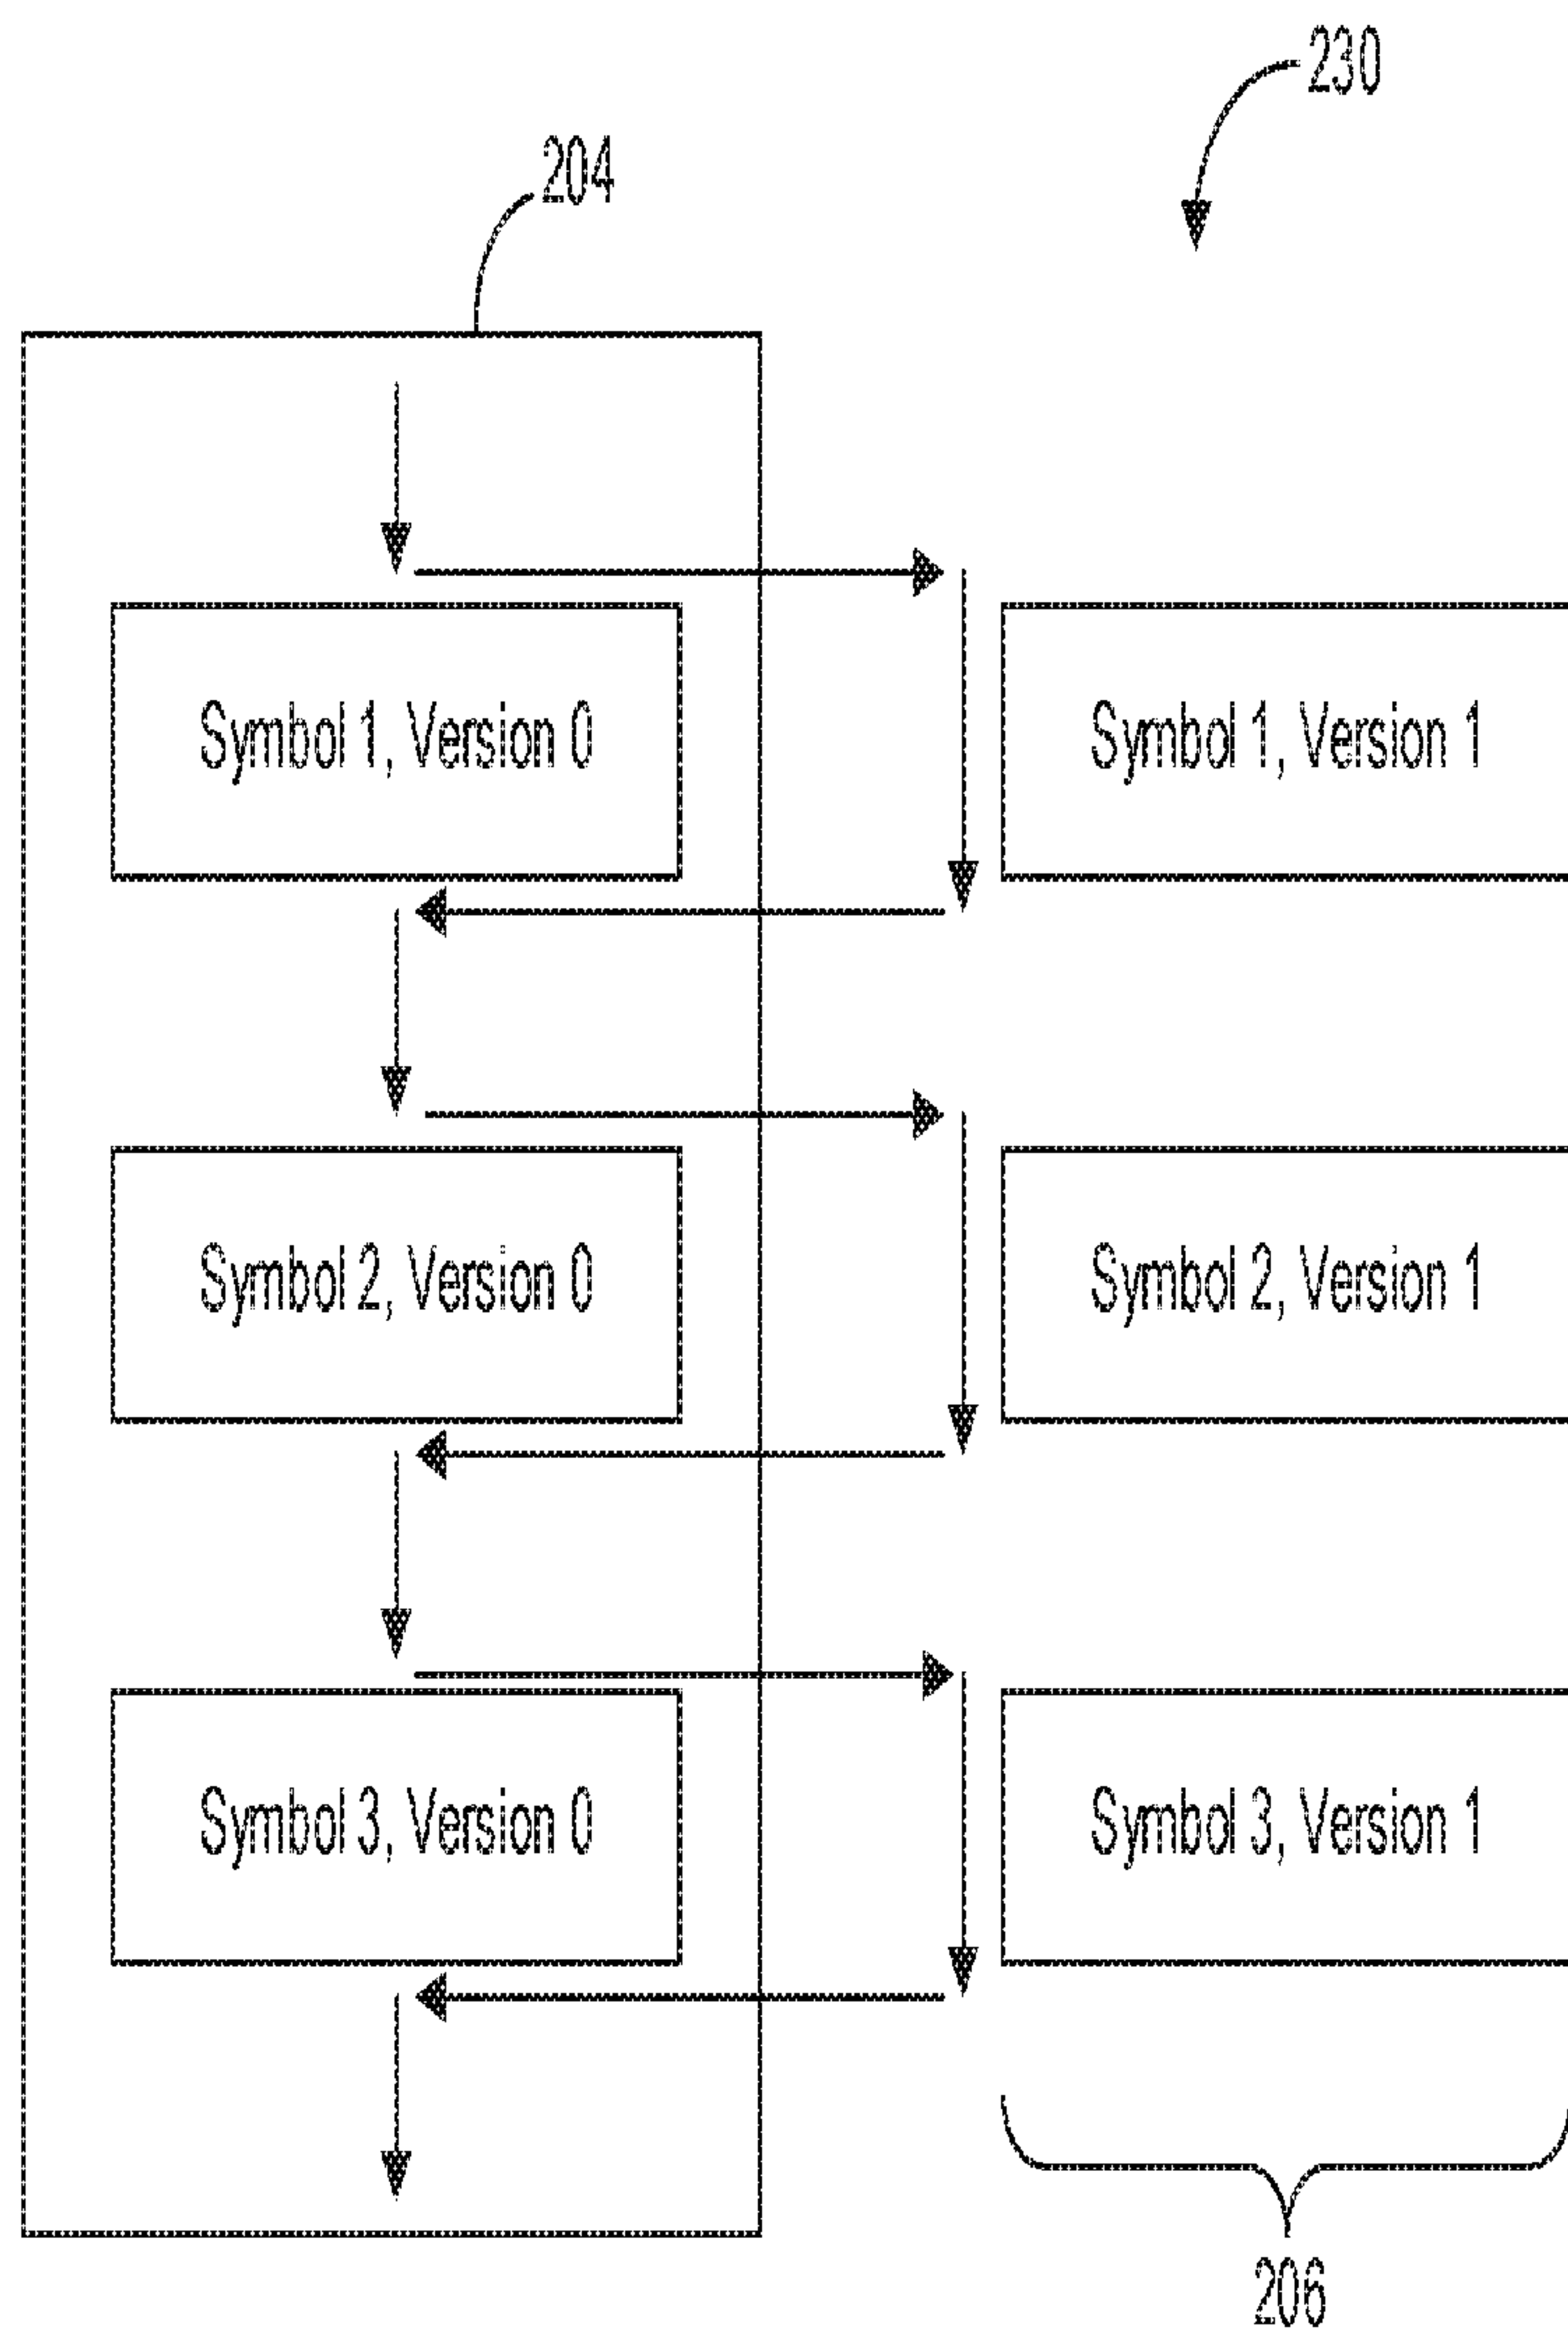 230
204
Symbol 1, Version 0
Symbol 1, Version 1
Symbol 2, Version 0
Symbol 2, Version 1
Symbol 3, Version 0
Symbol 3, Version 1
206